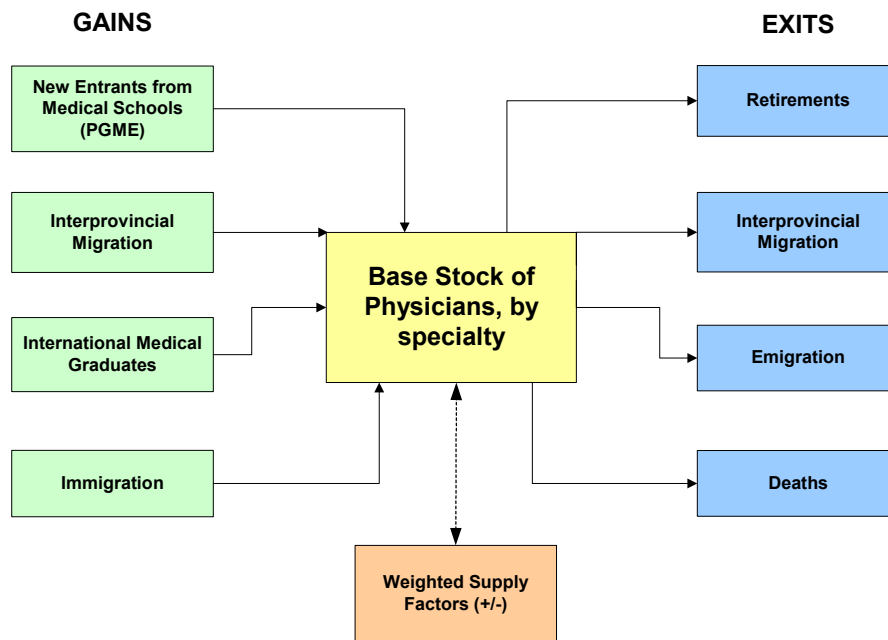 GAINS
EXITS
New Entrants from
Medical Schools
(PGME)
Retirements
Interprovincial
Migration
Interprovincial
Migration
Base Stock of
Physicians, by
specialty
International Medical
Graduates
Emigration
Immigration
Deaths
Weighted Supply
Factors (+/-)